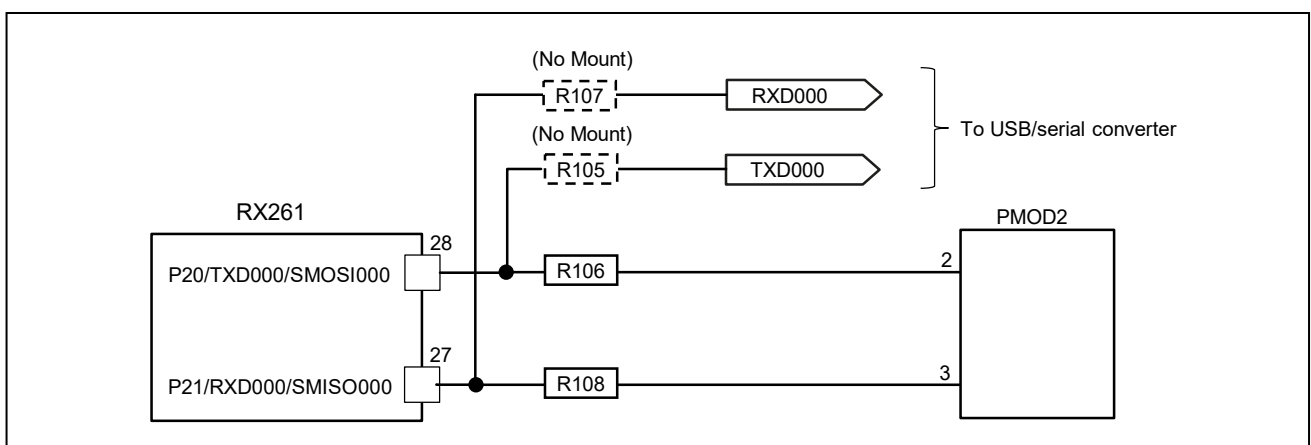 (No Mount)
R107
RXD000
To USB/serial converter
(No Mount)
R105
TXD000
RX261
PMOD2
28
P20/TXD000/SMOSI000
R106
2
27
P21/RXD000/SMISO000
R108
3